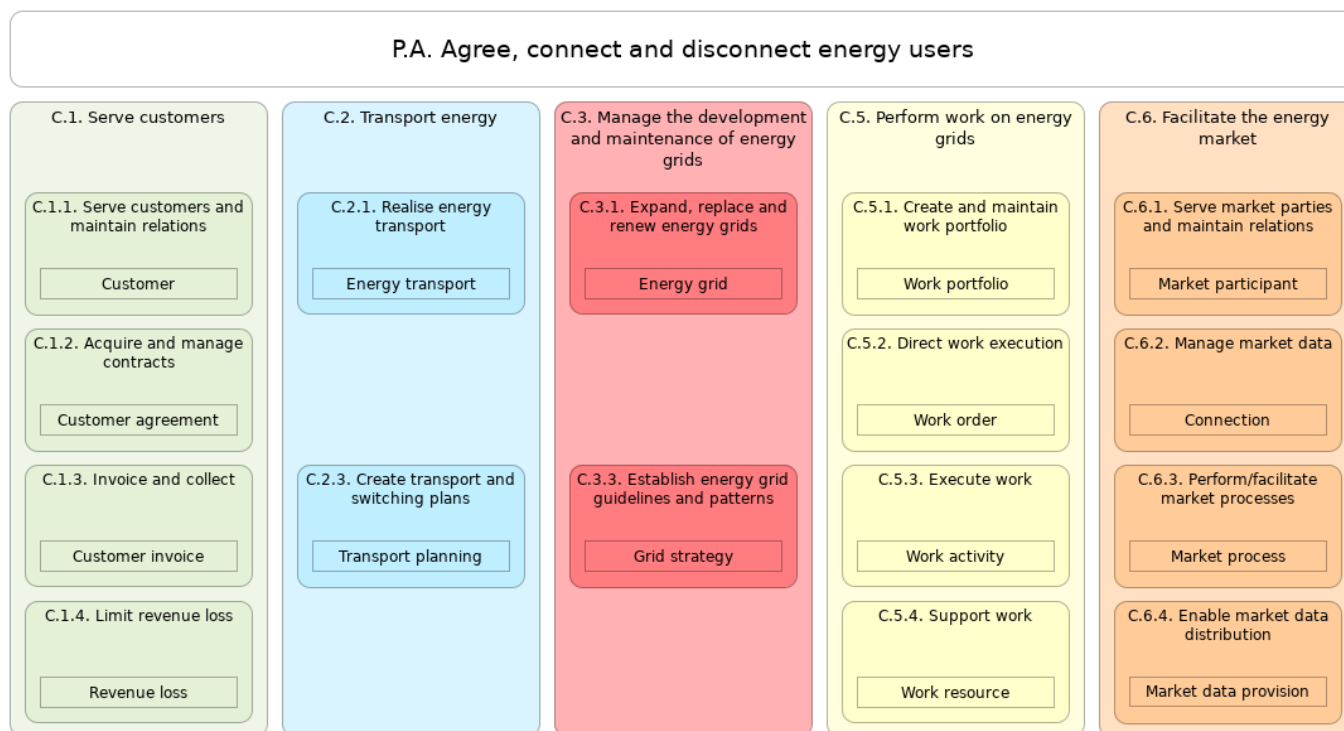 P.A. Agree, connect and disconnect energy users
C.1. Serve customers
C.1.1. Serve customers and
maintain relations
Customer
C.1.2. Acquire and manage
contracts
Customer agreement
C.1.3. Invoice and collect
Customer invoice
C.1.4. Limit revenue loss
Revenue loss
C.2. Transport energy
C.2.1. Realise energy
transport
Energy transport
C.2.3. Create transport and
switching plans
Transport planning
C.3. Manage the development
and maintenance of energy
grids
C.3.1. Expand, replace and
renew energy grids
Energy grid
C.3.3. Establish energy grid
guidelines and patterns
Grid strategy
C.5. Perform work on energy
grids
C.5.1. Create and maintain
work portfolio
Work portfolio
C.5.2. Direct work execution
Work order
C.5.3. Execute work
Work activity
C.5.4. Support work
Work resource
C.6. Facilitate the energy
market
C.6.1. Serve market parties
and maintain relations
Market participant
C.6.2. Manage market data
Connection
C.6.3. Perform/facilitate
market processes
Market process
C.6.4. Enable market data
distribution
Market data provision